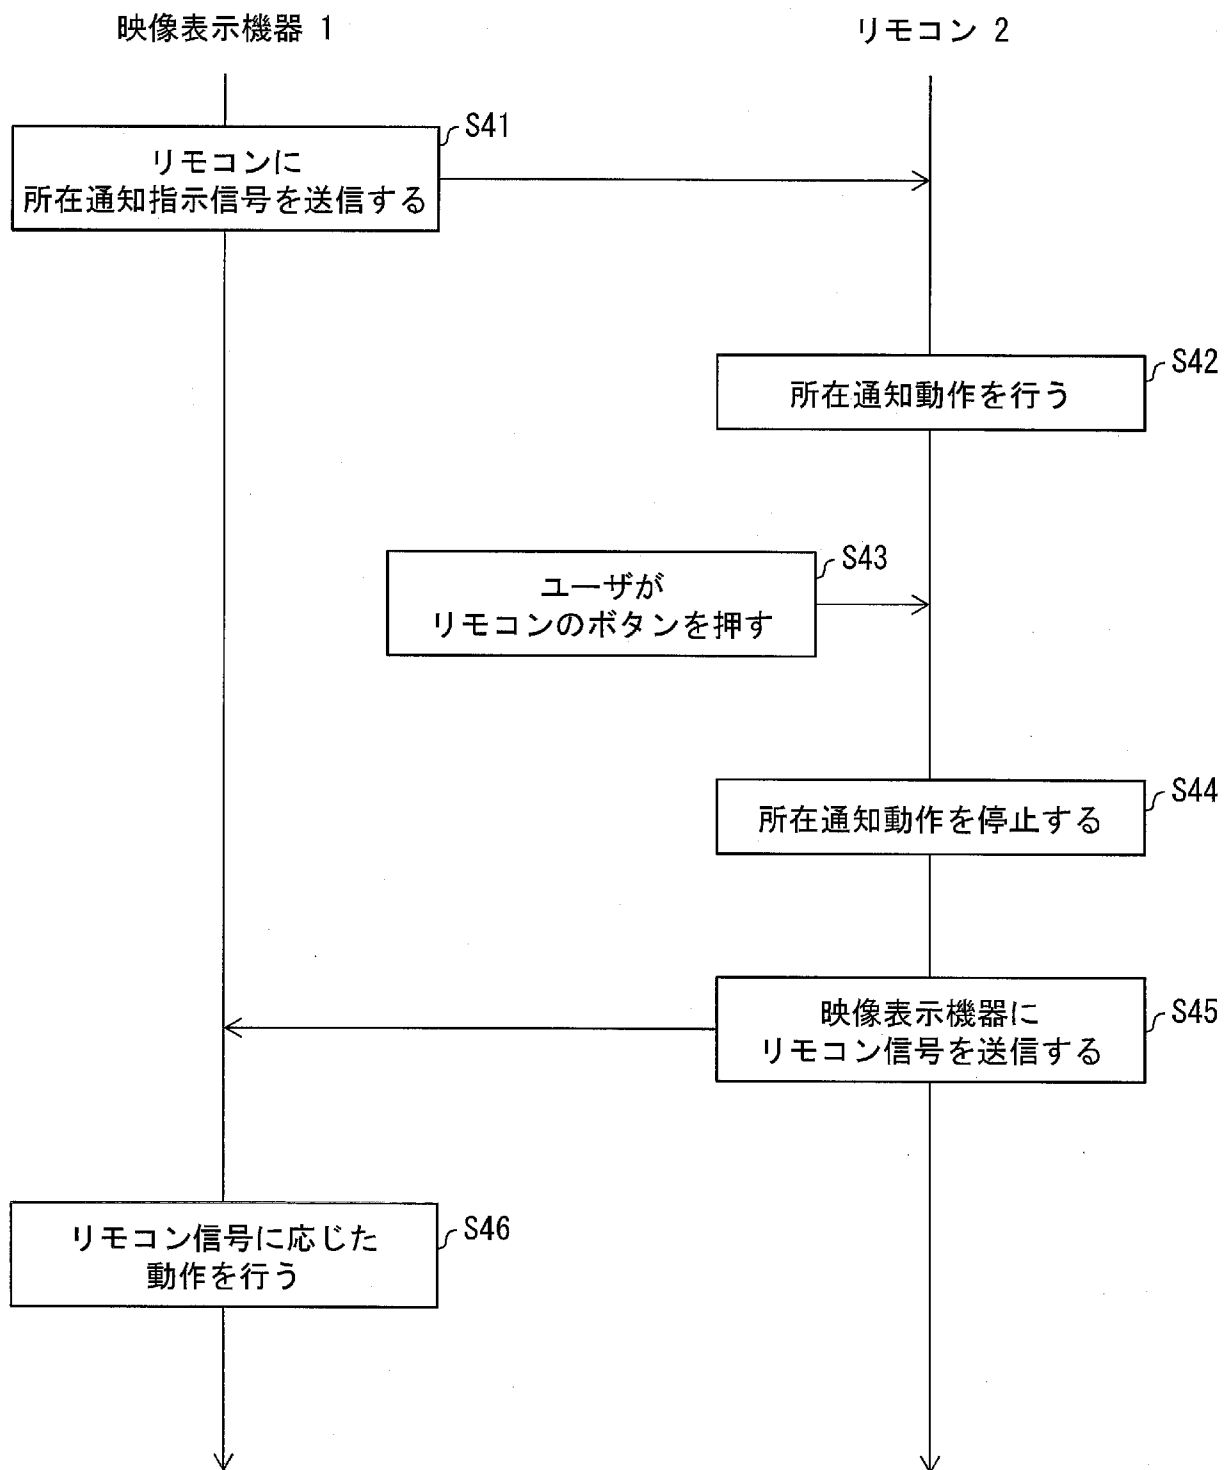 映像表示機器 1
リモコン 2
S41
リモコンに
所在通知指示信号を送信する
S42
所在通知動作を行う
S43
ユーザが
リモコンのボタンを押す
S44
所在通知動作を停止する
S45
映像表示機器に
リモコン信号を送信する
S46
リモコン信号に応じた
動作を行う